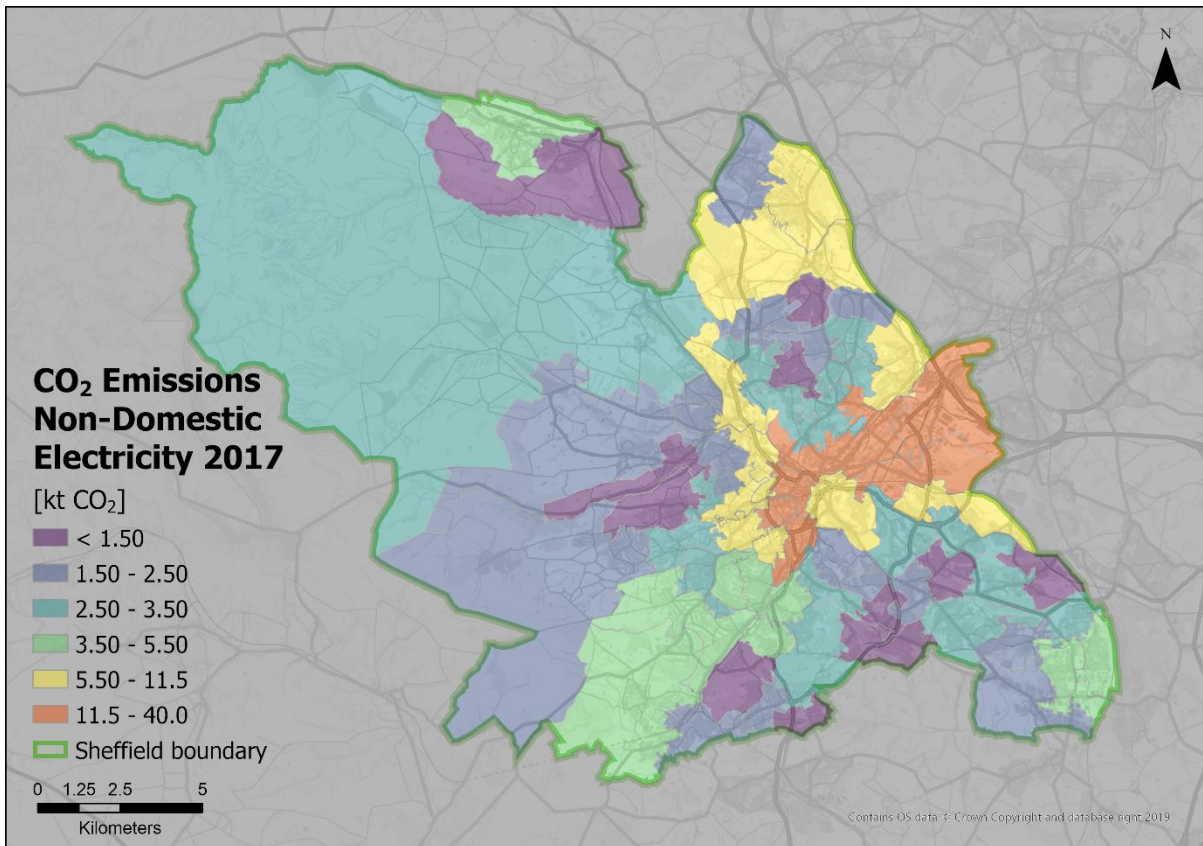 N
CO₂ Emissions
Non-Domestic
Electricity 2017
[kt CO₂]
< 1.50
1.50 - 2.50
2.50 - 3.50
3.50 - 5.50
5.50 - 11.5
11.5 - 40.0
Sheffield boundary
0 1.25 2.5 5
Kilometers
Contains OS data © Crown Copyright and database right 2019